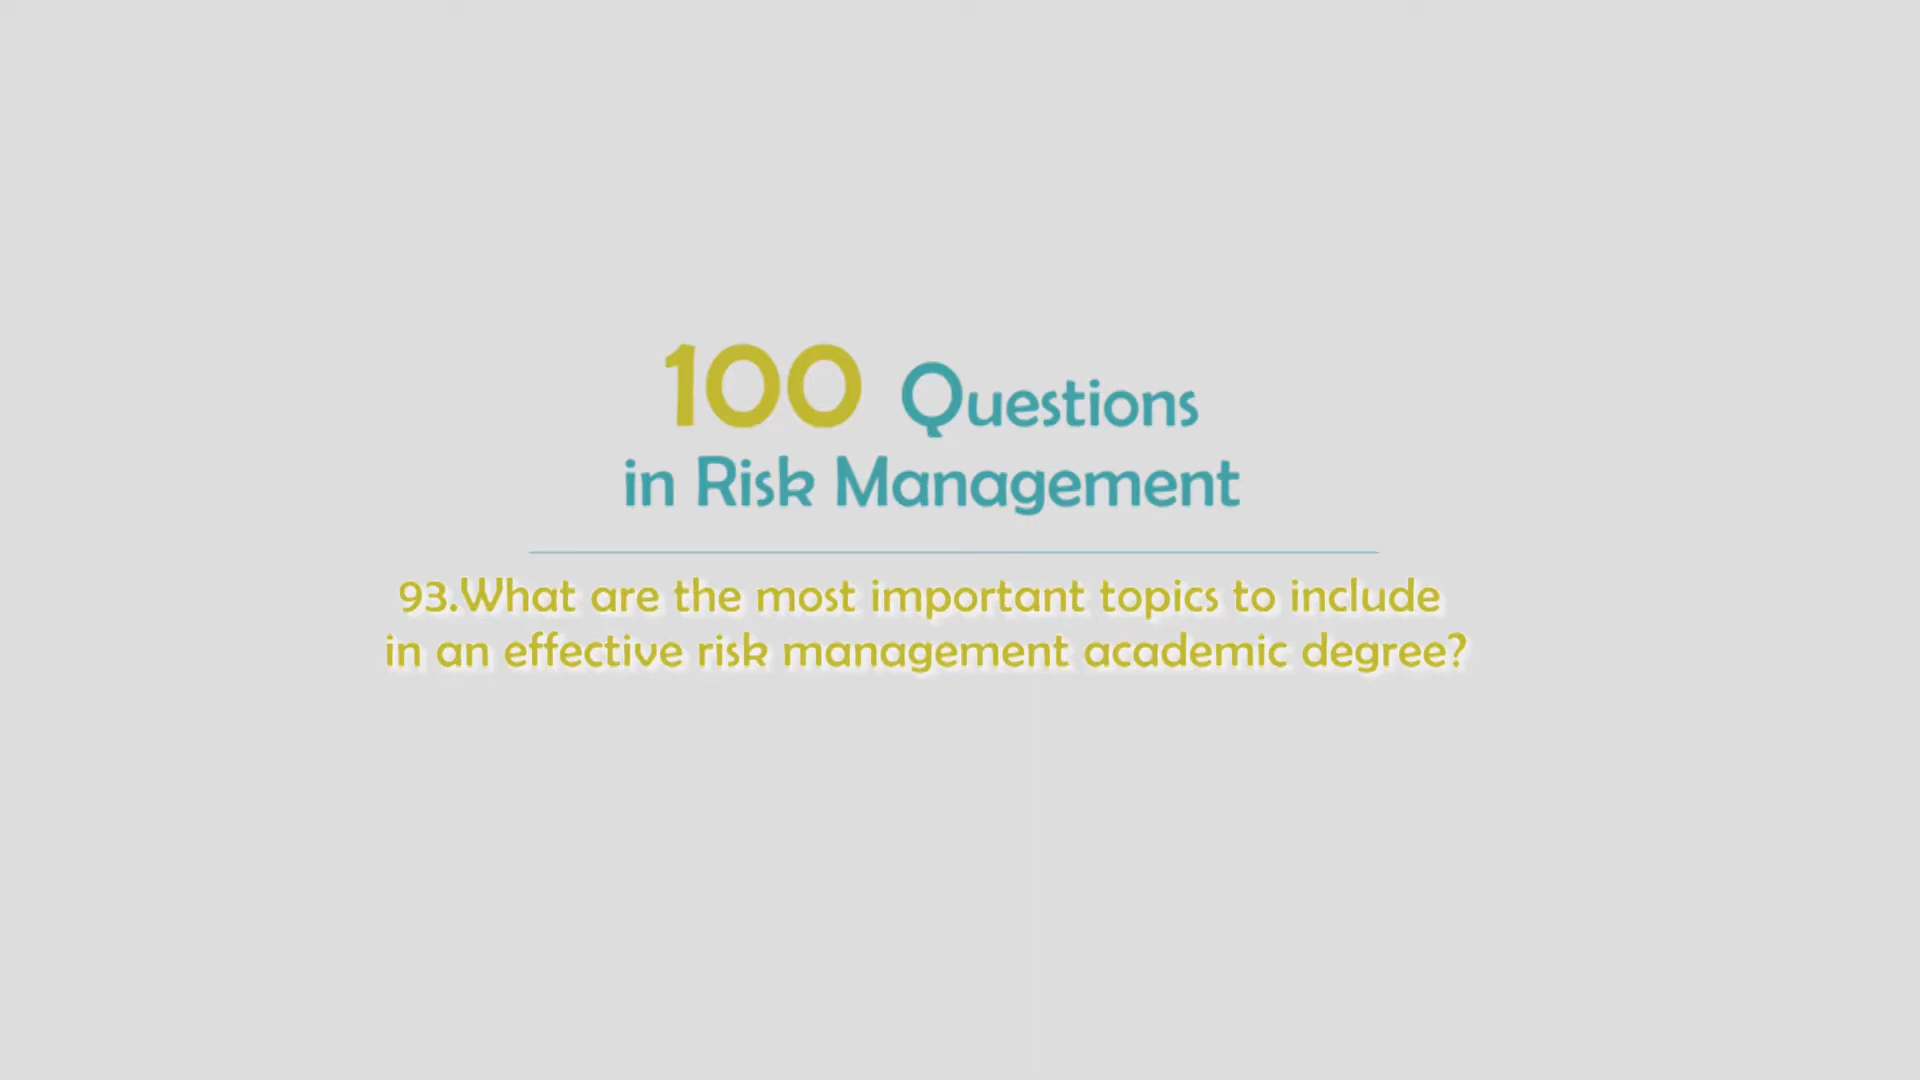 100 Questions
in Risk Management
93.What are the most important topics to include
in an effective risk management academic degree?